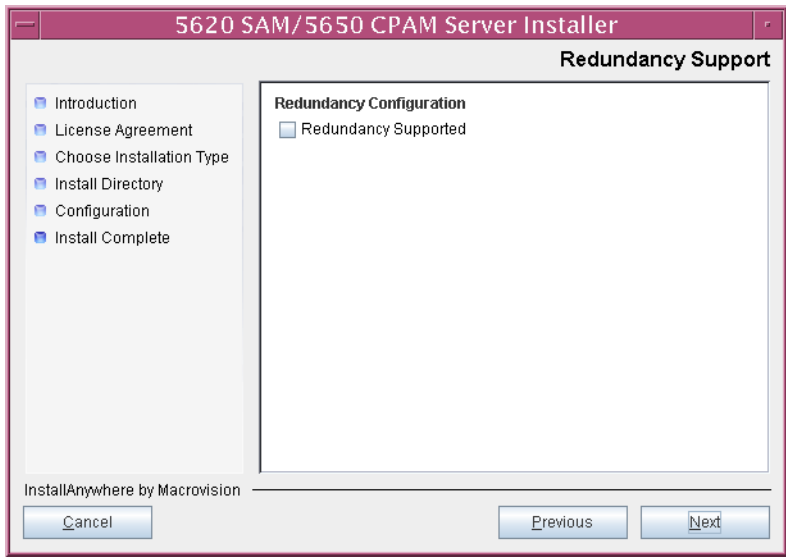 5620 SAM/5650 CPAM Server Installer
Redundancy Support
Introduction
License Agreement
Choose Installation Type
Install Directory
Configuration
Install Complete
Redundancy Configuration
Redundancy Supported
InstallAnywhere by Macrovision
Cancel
Previous
Next